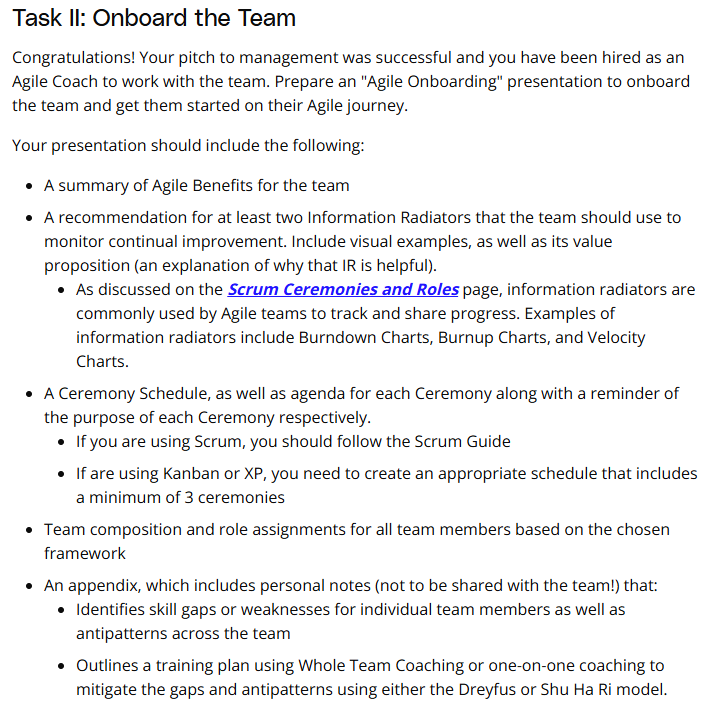 Task II: Onboard the Team
Congratulations! Your pitch to management was successful and you have been hired as an
Agile Coach to work with the team. Prepare an "Agile Onboarding" presentation to onboard
the team and get them started on their Agile journey.
Your presentation should include the following:
• A summary of Agile Benefits for the team
• A recommendation for at least two Information Radiators that the team should use to
monitor continual improvement. Include visual examples, as well as its value
proposition (an explanation of why that IR is helpful).
• As discussed on the Scrum Ceremonies and Roles page, information radiators are
commonly used by Agile teams to track and share progress. Examples of
information radiators include Burndown Charts, Burnup Charts, and Velocity
Charts.
• A Ceremony Schedule, as well as agenda for each Ceremony along with a reminder of
the purpose of each Ceremony respectively.
• If you are using Scrum, you should follow the Scrum Guide
• If are using Kanban or XP, you need to create an appropriate schedule that includes
a minimum of 3 ceremonies
• Team composition and role assignments for all team members based on the chosen
framework
• An appendix, which includes personal notes (not to be shared with the team!) that:
• Identifies skill gaps or weaknesses for individual team members as well as
antipatterns across the team
• Outlines a training plan using Whole Team Coaching or one-on-one coaching to
mitigate the gaps and antipatterns using either the Dreyfus or Shu Ha Ri model.